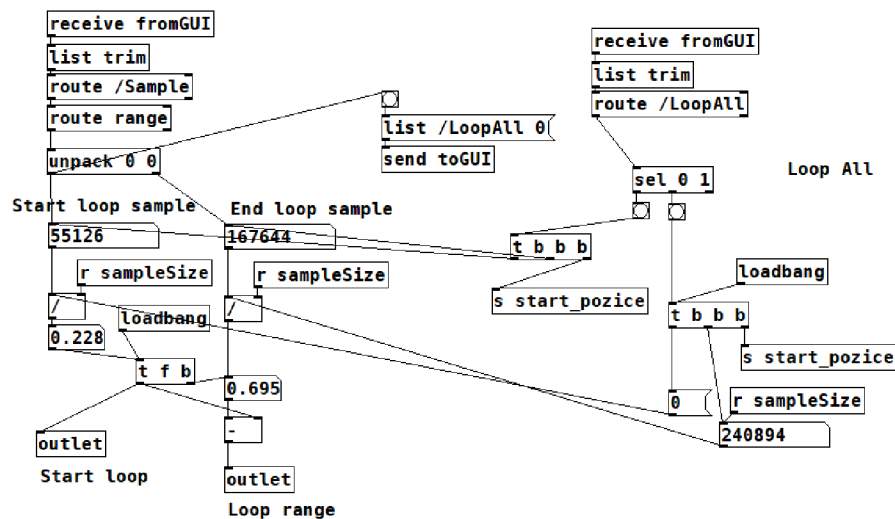 receive fromGUI
list trim
route /Sample
route range
unpack 0 0
Start loop sample
55126
r sampleSize
/
0.228
loadbang
t f b
outlet
Start loop
End loop sample
167644
r sampleSize
/
0.695
-
outlet
Loop range
list /LoopAll 0
send toGUI
receive fromGUI
list trim
route /LoopAll
sel 0 1
Loop All
t b b b
s start_pozice
loadbang
t b b b
s start_pozice
0
r sampleSize
240894